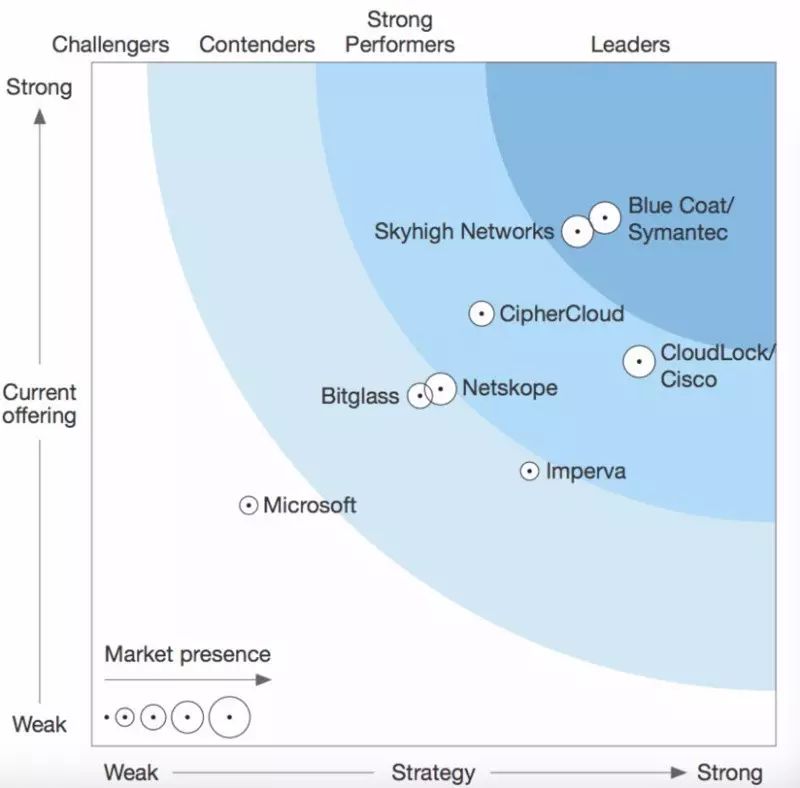 Strong
Challengers Contenders Performers Leaders
Strong
Blue Coat/
Skyhigh Networks Symantec
CipherCloud
CloudLock/
Cisco
Current
offering
Bitglass Netskope
Imperva
Microsoft
Market presence
Weak
Weak Strategy Strong